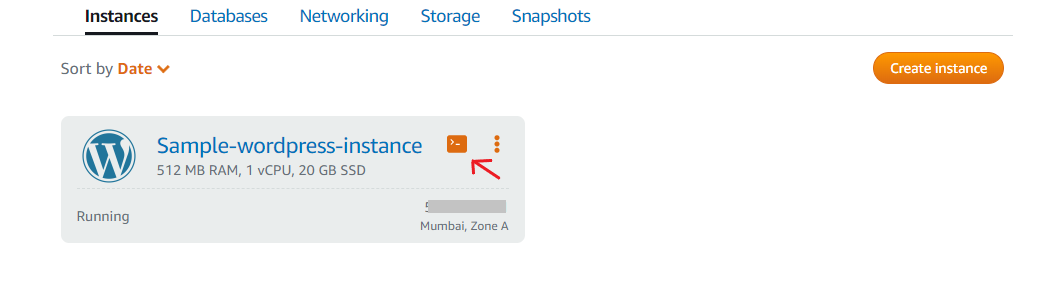 Instances Databases Networking Storage Snapshots
Sort by Date
Create instance
Sample-wordpress-instance
512 MB RAM, 1 vCPU, 20 GB SSD
Running
Mumbai, Zone A